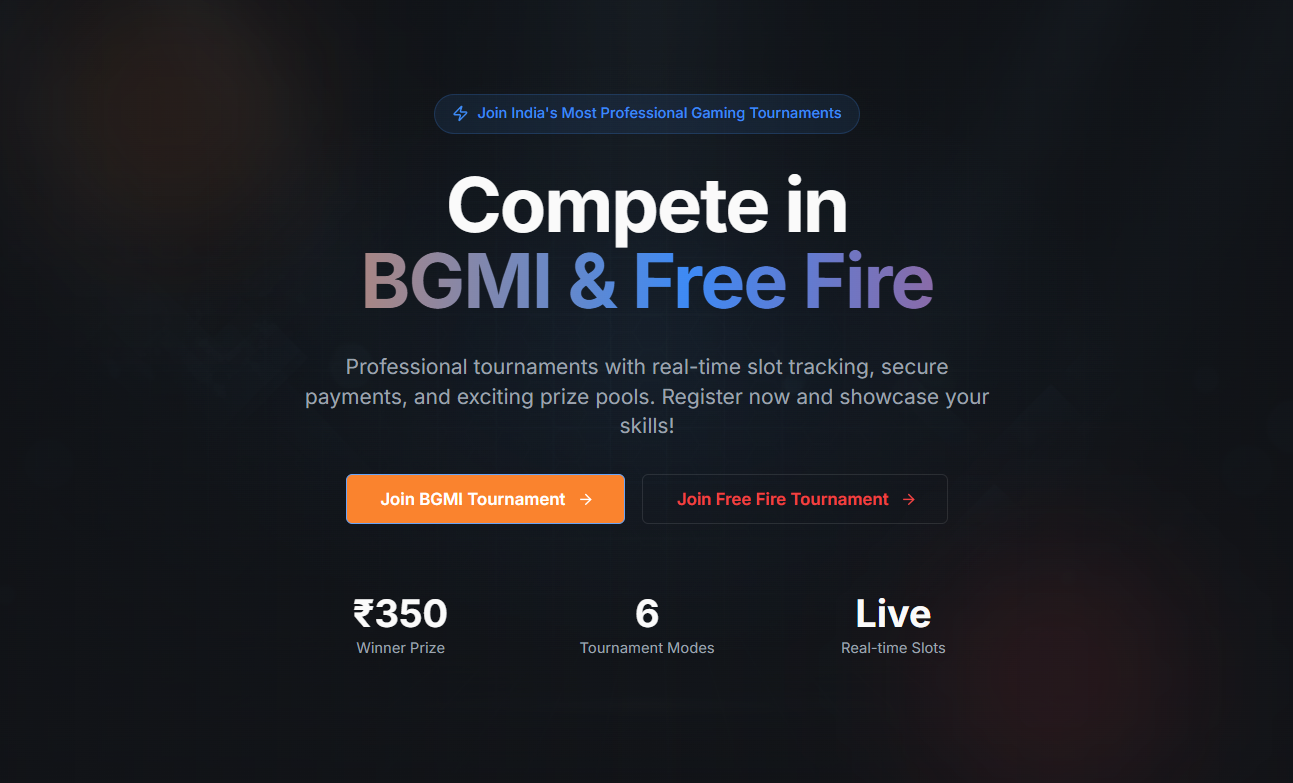 Join India's Most Professional Gaming Tournaments
Compete in
BGMI & Free Fire
Professional tournaments with real-time slot tracking, secure
payments, and exciting prize pools. Register now and showcase your
skills!
Join BGMI Tournament →
Join Free Fire Tournament →
₹350
Winner Prize
6
Tournament Modes
Live
Real-time Slots